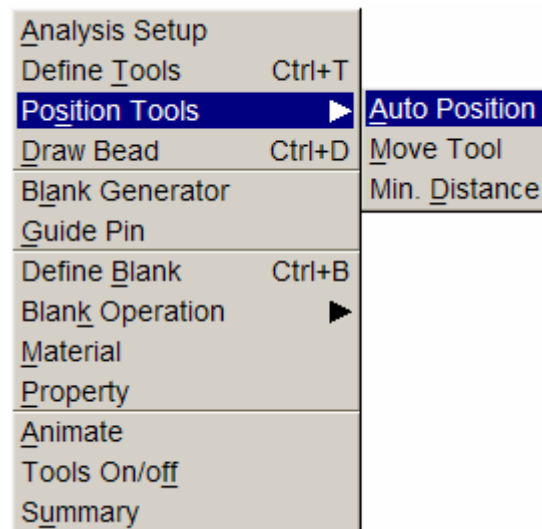 Analysis Setup
Define Tools Ctrl+T
Position Tools
Draw Bead Ctrl+D
Blank Generator
Guide Pin
Define Blank Ctrl+B
Blank Operation
Material
Property
Animate
Tools On/off
Summary
Auto Position
Move Tool
Min. Distance